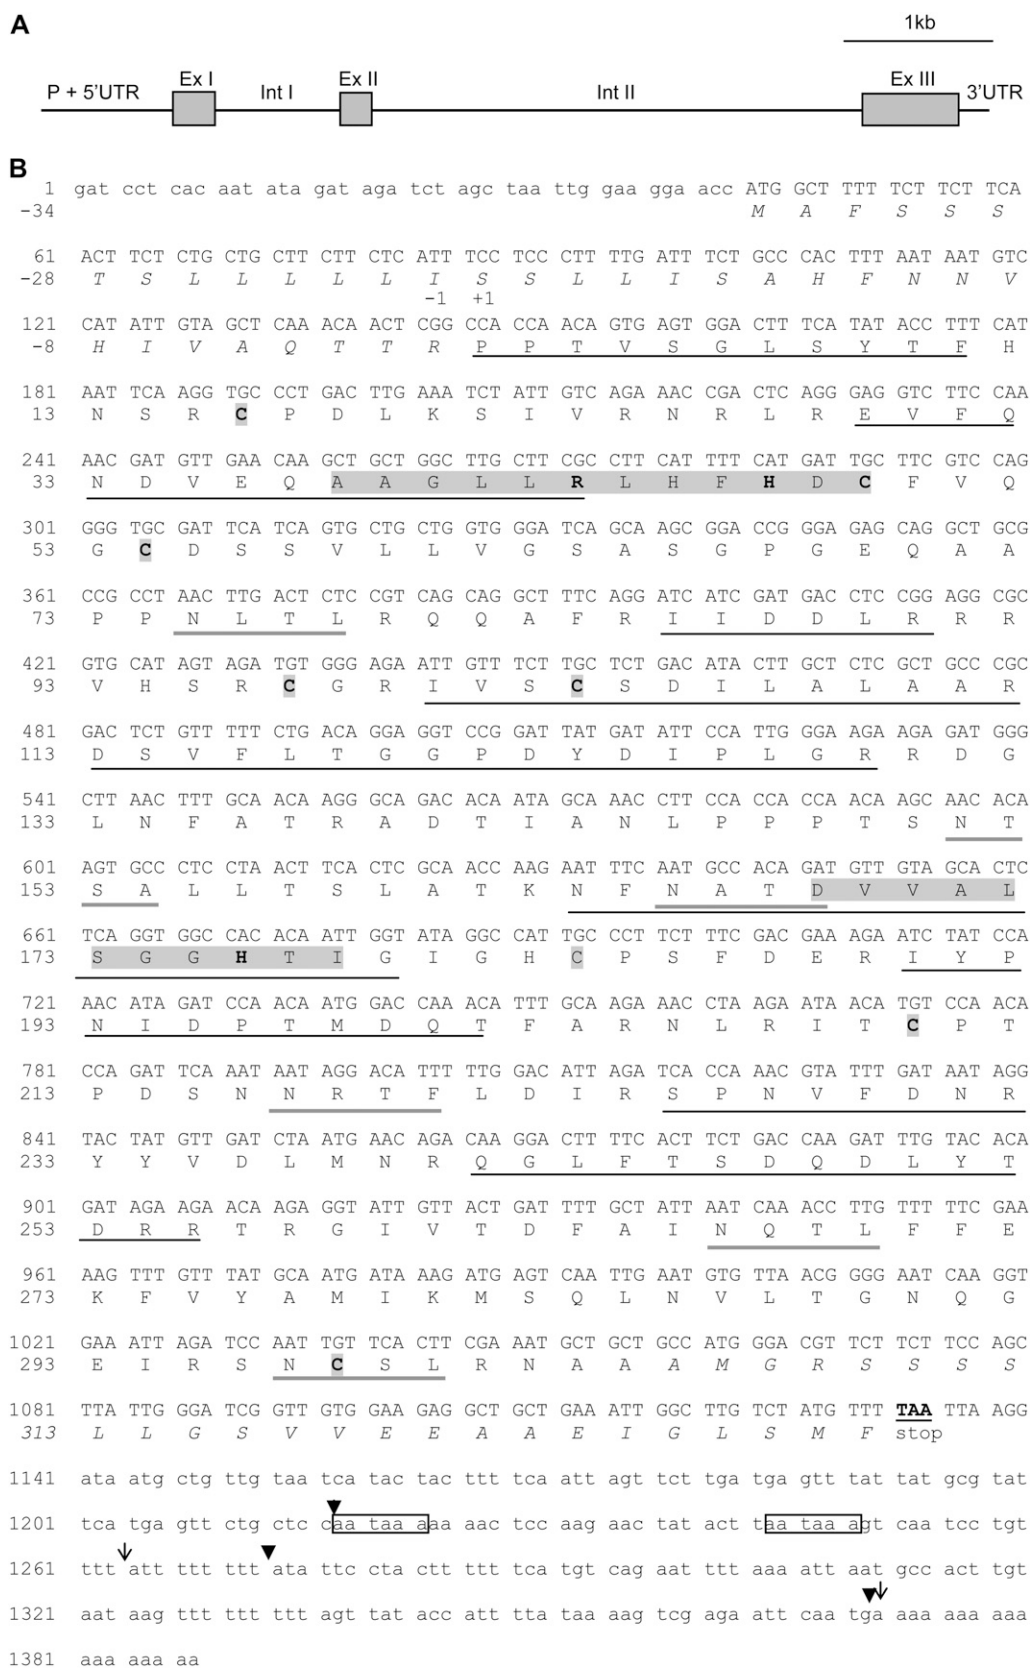 A
1kb
P + 5'UTR Ex I Int I Ex II Int II Ex III 3'UTR
B
1 gat cct cac aat ata gat aga tct agc taa ttg gaa gga acc ATG GCT TTT TCT TCT TCA
-34 M A F S S S
61 ACT TCT CTG CTG CTT CTT CTC ATT TCC TCC CTT TTG ATT TCT GCC CAC TTT AAT AAT GTC
-28 T S L L L L L I S S L L I S A H F N N V
-1 +1
121 CAT ATT GTA GCT CAA ACA ACT CGG CCA CCA ACA GTG AGT GGA CTT TCA TAT ACC TTT CAT
-8 H I V A Q T T R P P T V S G L S Y T F H
181 AAT TCA AGG TGC CCT GAC TTG AAA TCT ATT GTC AGA AAC CGA CTC AGG GAG GTC TTC CAA
13 N S R C P D L K S I V R N R L R E V F Q
241 AAC GAT GTT GAA CAA GCT GCT GGC TTG CTT CGC CTT CAT TTT CAT GAT TGC TTC GTC CAG
33 N D V E Q A A G L L R L H F H D C F V Q
301 GGG TGC GAT TCA TCA GTG CTG CTG GTG GGA TCA GCA AGC GGA CCG GGA GAG CAG GCT GCG
53 G C D S S V L L V G S A S G P G E Q A A
361 CCG CCT AAC TTG ACT CTC CGT CAG CAG GCT TTC AGG ATC ATC GAT GAC CTC CGG AGG CGC
73 P P N L T L R Q Q A F R I I D D L R R R
421 GTG CAT AGT AGA TGT GGG AGA ATT GTT TCT TGC TCT GAC ATA CTT GCT CTC GCT GCC CGC
93 V H S R C G R I V S C S D I L A L A A R
481 GAC TCT GTT TTT CTG ACA GGA GGT CCG GAT TAT GAT ATT CCA TTG GGA AGA AGA GAT GGG
113 D S V F L T G G P D Y D I P L G R R D G
541 CTT AAC TTT GCA ACA AGG GCA GAC ACA ATA GCA AAC CTT CCA CCA CCA ACA AGC AAC ACA
133 L N F A T R A D T I A N L P P P T S N T
601 AGT GCC CTC CTA ACT TCA CTC GCA ACC AAG AAT TTC AAT GCC ACA GAT GTT GTA GCA CTC
153 S A L L T S L A T K N F N A T D V V A L
661 TCA GGT GGC CAC ACA ATT GGT ATA GGC CAT TGC CCT TCT TTC GAC GAA AGA ATC TAT CCA
173 S G G H T I G I G H C P S F D E R I Y P
721 AAC ATA GAT CCA ACA ATG GAC CAA ACA TTT GCA AGA AAC CTA AGA ATA ACA TGT CCA ACA
193 N I D P T M D Q T F A R N L R I T C P T
781 CCA GAT TCA AAT AAT AGG ACA TTT TTG GAC ATT AGA TCA CCA AAC GTA TTT GAT AAT AGG
213 P D S N N R T F L D I R S P N V F D N R
841 TAC TAT GTT GAT CTA ATG AAC AGA CAA GGA CTT TTC ACT TCT GAC CAA GAT TTG TAC ACA
233 Y Y V D L M N R Q G L F T S D Q D L Y T
901 GAT AGA AGA ACA AGA GGT ATT GTT ACT GAT TTT GCT ATT AAT CAA ACC TTG TTT TTC GAA
253 D R R T R G I V T D F A I N Q T L F F E
961 AAG TTT GTT TAT GCA ATG ATA AAG ATG AGT CAA TTG AAT GTG TTA ACG GGG AAT CAA GGT
273 K F V Y A M I K M S Q L N V L T G N Q G
1021 GAA ATT AGA TCC AAT TGT TCA CTT CGA AAT GCT GCT GCC ATG GGA CGT TCT TCT TCC AGC
293 E I R S N C S L R N A A A M G R S S S S
1081 TTA TTG GGA TCG GTT GTG GAA GAG GCT GCT GAA ATT GGC TTG TCT ATG TTT TAA TTA AGG
313 L L G S V V E E A A E I G L S M F stop
1141 ata atg ctg ttg taa tca tac tac ttt tca att agt tct tga tga gtt tat tat gcg tat
1201 tca tga gtt ctg ctc caa taa aaa aac tcc aag aac tat act taa taa agt caa tcc tgt
1261 ttt att ttt ttt ata ttc cta ctt ttt tca tgt cag aat ttt aaa att aat gcc act tgt
1321 aat aag ttt ttt ttt agt tat acc att tta taa aag tcg aga att caa tga aaa aaa aaa
1381 aaa aaa aa